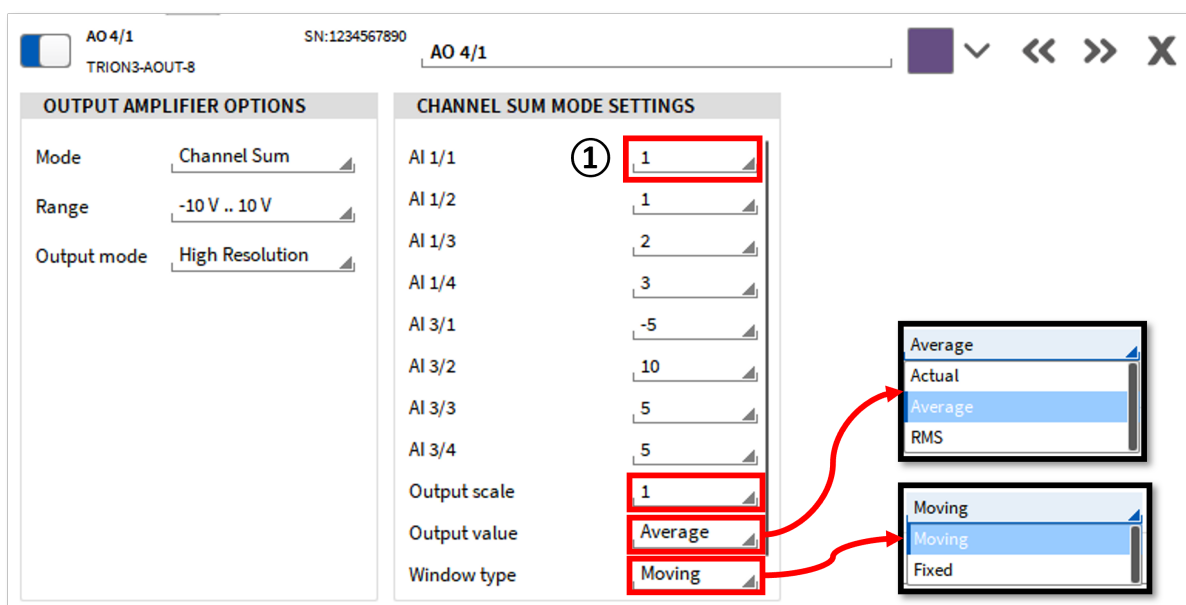 AO 4/1
SN:1234567890
TRION3-AOUT-8
AO 4/1
X
OUTPUT AMPLIFIER OPTIONS
Mode Channel Sum
Range -10 V .. 10 V
Output mode High Resolution
CHANNEL SUM MODE SETTINGS
AI 1/1 ① 1
AI 1/2 1
AI 1/3 2
AI 1/4 3
AI 3/1 -5
AI 3/2 10
AI 3/3 5
AI 3/4 5
Output scale 1
Output value Average
Window type Moving
Average
Actual
Average
RMS
Moving
Moving
Fixed